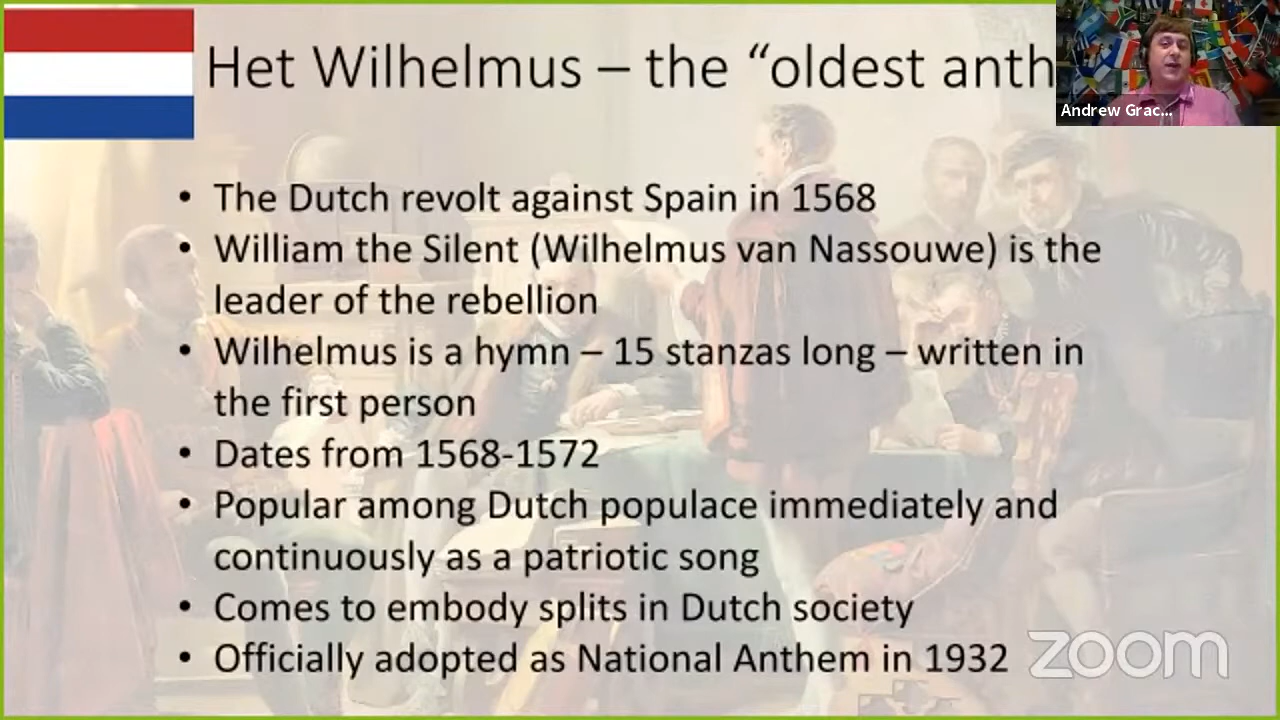 Het Wilhelmus – the “oldest anth
Andrew Grac...
• The Dutch revolt against Spain in 1568
• William the Silent (Wilhelmus van Nassouwe) is the
leader of the rebellion
• Wilhelmus is a hymn – 15 stanzas long – written in
the first person
• Dates from 1568-1572
• Popular among Dutch populace immediately and
continuously as a patriotic song
• Comes to embody splits in Dutch society
• Officially adopted as National Anthem in 1932
zoom